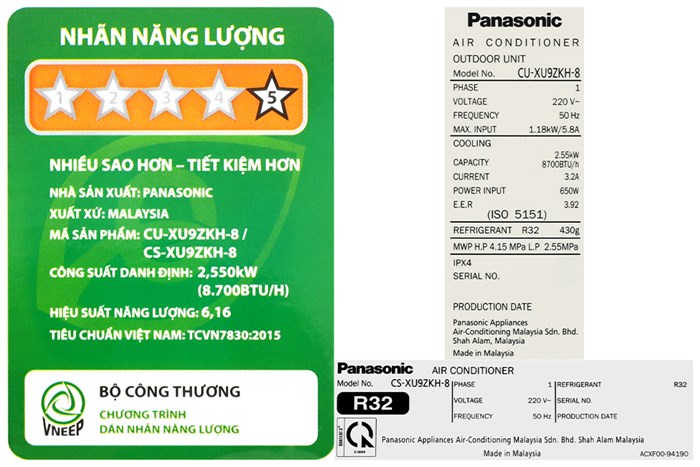 NHÃN NĂNG LƯỢNG
1 2 3 4 5
NHIỀU SAO HƠN – TIẾT KIỆM HƠN
NHÀ SẢN XUẤT: PANASONIC
XUẤT XỨ: MALAYSIA
MÃ SẢN PHẨM: CU-XU9ZKH-8 /
CS-XU9ZKH-8
CÔNG SUẤT DANH ĐỊNH: 2,550kW
(8.700BTU/H)
HIỆU SUẤT NĂNG LƯỢNG: 6,16
TIÊU CHUẨN VIỆT NAM: TCVN7830:2015
VNEEP
BỘ CÔNG THƯƠNG
CHƯƠNG TRÌNH
DÁN NHÃN NĂNG LƯỢNG
Panasonic
AIR CONDITIONER
OUTDOOR UNIT
Model No. CU-XU9ZKH-8
PHASE 1
VOLTAGE 220 V~
FREQUENCY 50 Hz
MAX. INPUT 1.18kW/5.8A
COOLING
CAPACITY 2.55kW
8700BTU/h
CURRENT 3.2A
POWER INPUT 650W
E.E.R 3.92
(ISO 5151)
REFRIGERANT R32 430g
MWP H.P 4.15 MPa L.P 2.55MPa
IPX4
SERIAL NO.
PRODUCTION DATE
Panasonic Appliances
Air-Conditioning Malaysia Sdn. Bhd.
Shah Alam, Malaysia
Made in Malaysia
Panasonic AIR CONDITIONER
Model No. CS-XU9ZKH-8 PHASE 1 REFRIGERANT R32
R32 VOLTAGE 220 V~ SERIAL NO.
FREQUENCY 50 Hz PRODUCTION DATE
Panasonic Appliances Air-Conditioning Malaysia Sdn. Bhd. Shah Alam Malaysia
Made in Malaysia ACXF00-94190